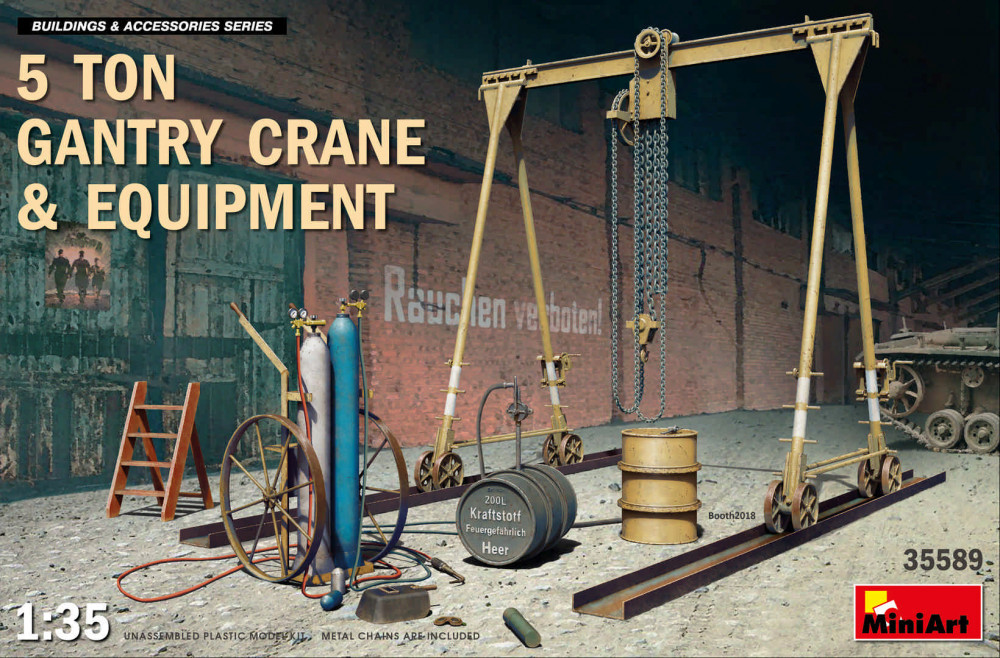 BUILDINGS & ACCESSORIES SERIES
5 TON
GANTRY CRANE
& EQUIPMENT
Rauchen verboten!
200L
Kraftstoff
Feuergefährlich
Heer
Booth2018
35589
MiniArt
1:35
UNASSEMBLED PLASTIC MODEL KIT. METAL CHAINS ARE INCLUDED